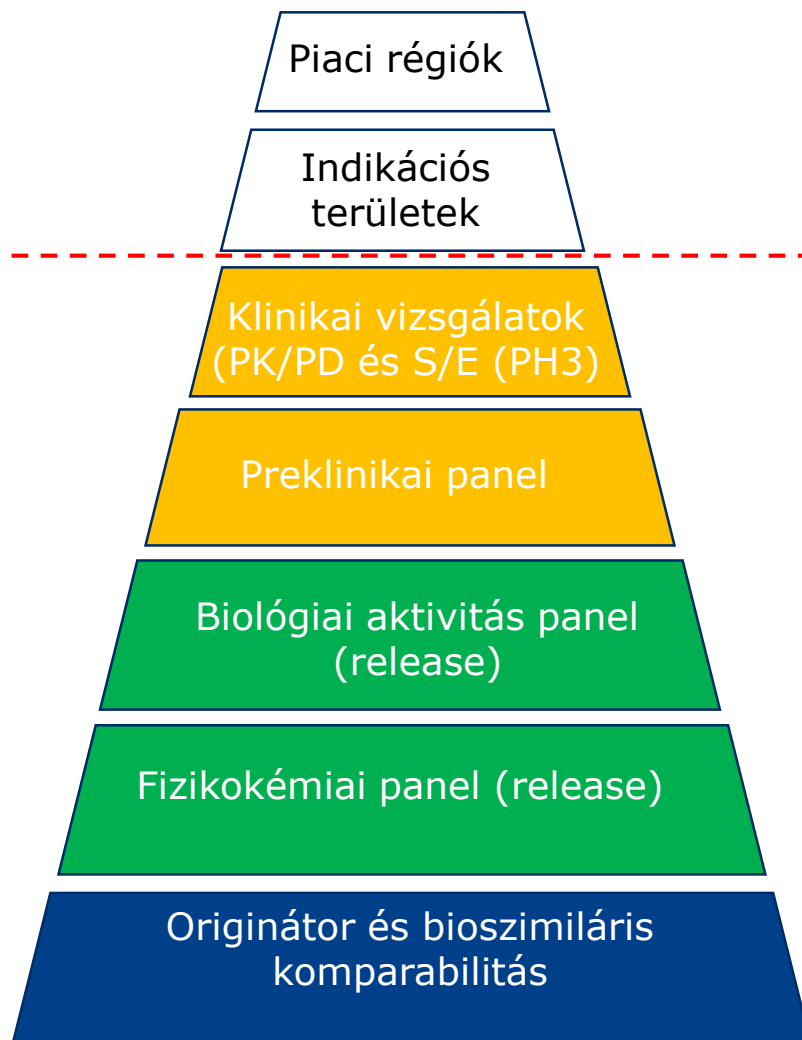 Piaci régiók
Indikációs
területek
Klinikai vizsgálatok
(PK/PD és S/E (PH3)
Preklinikai panel
Biológiai aktivitás panel
(release)
Fizikokémiai panel (release)
Originátor és bioszimiláris
komparabilitás